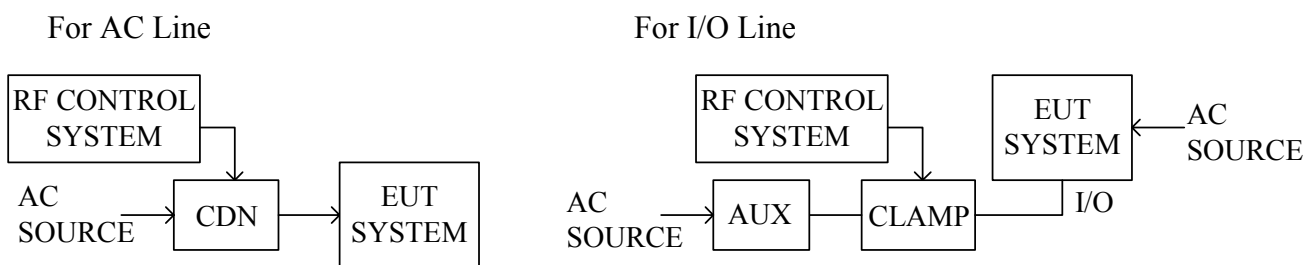 For AC Line
RF CONTROL
SYSTEM
AC
SOURCE
CDN
EUT
SYSTEM
For I/O Line
RF CONTROL
SYSTEM
EUT
SYSTEM
AC
SOURCE
AC
SOURCE
AUX
CLAMP
I/O